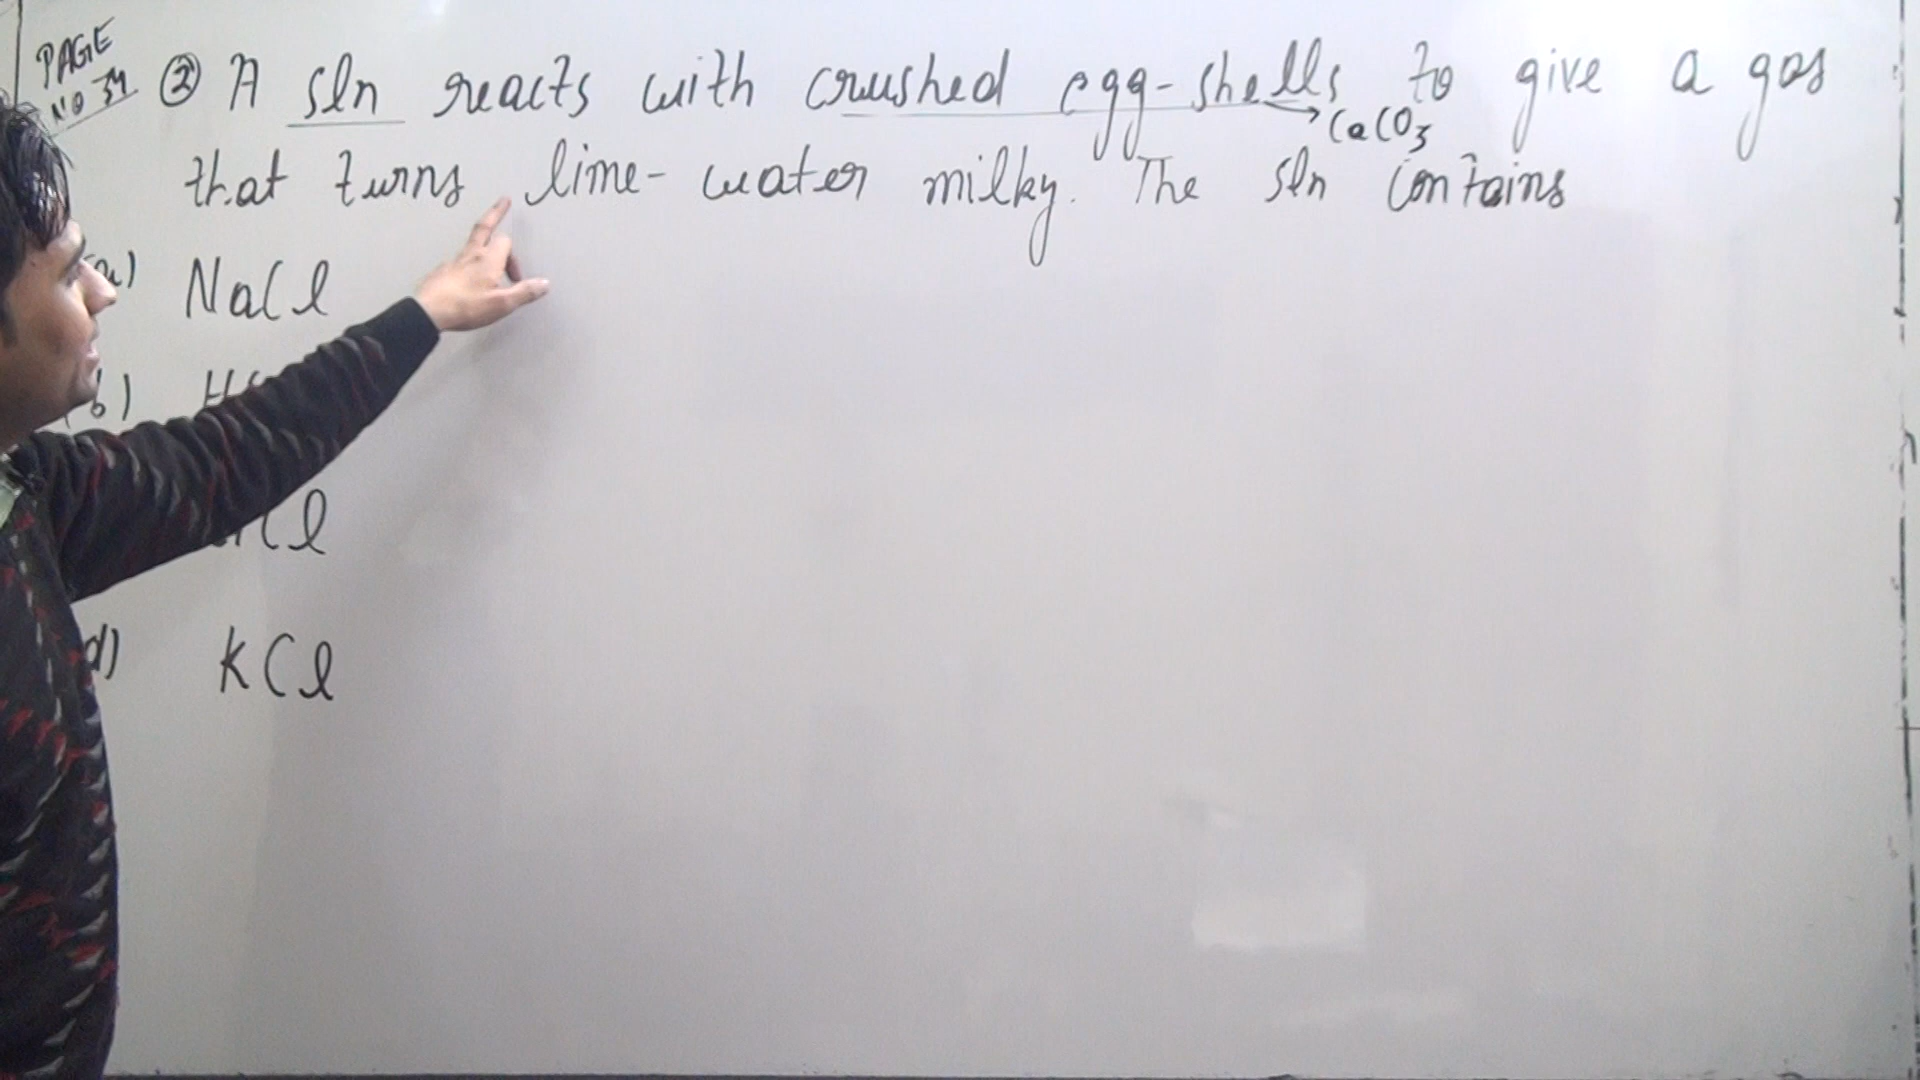 PAGE
NO 34
② A sln reacts with crushed egg-shells to give a gas
→ CaCO3
that turns lime-water milky. The sln contains
(a) NaCl
(b)
d) KCl